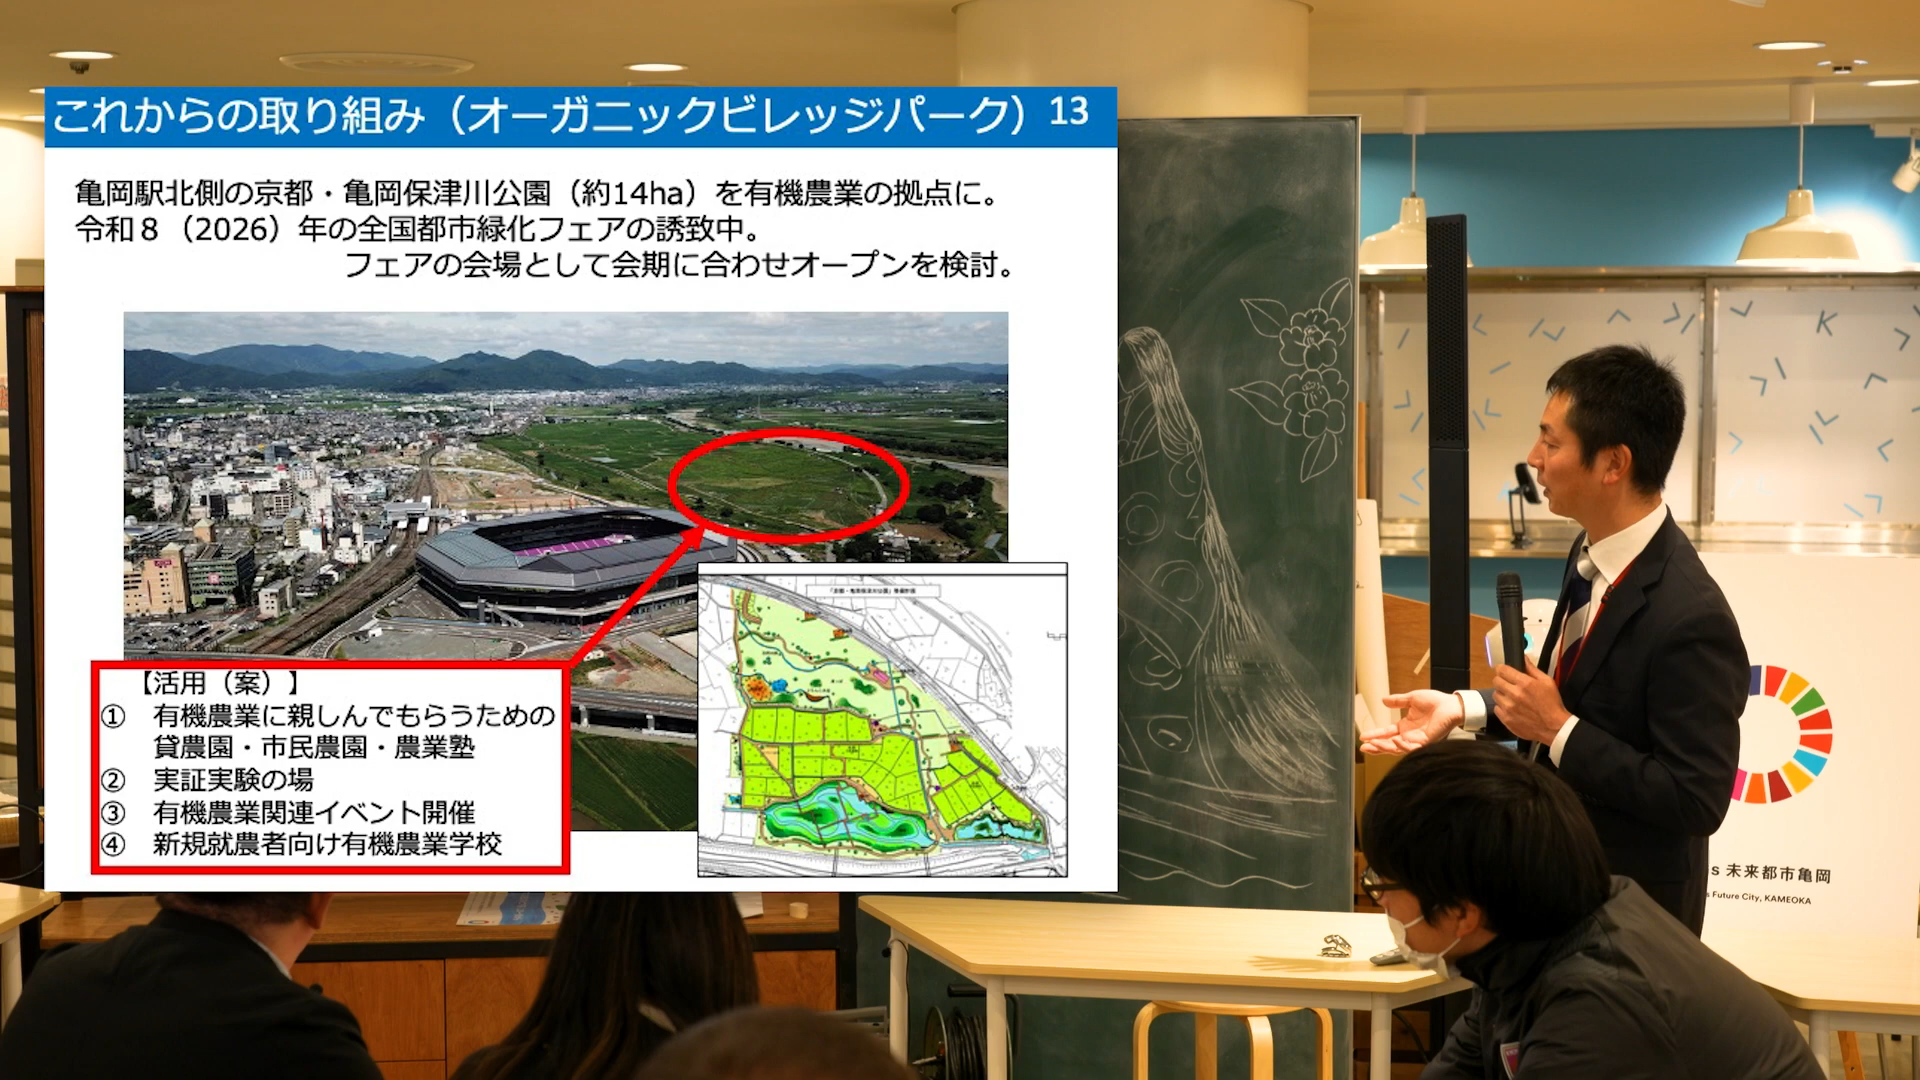 これからの取り組み（オーガニックビレッジパーク）13
亀岡駅北側の京都・亀岡保津川公園（約14ha）を有機農業の拠点に。
令和８（2026）年の全国都市緑化フェアの誘致中。
フェアの会場として会期に合わせオープンを検討。
【活用（案）】
① 有機農業に親しんでもらうための
貸農園・市民農園・農業塾
② 実証実験の場
③ 有機農業関連イベント開催
④ 新規就農者向け有機農業学校
s 未来都市亀岡
Future City, KAMEOKA